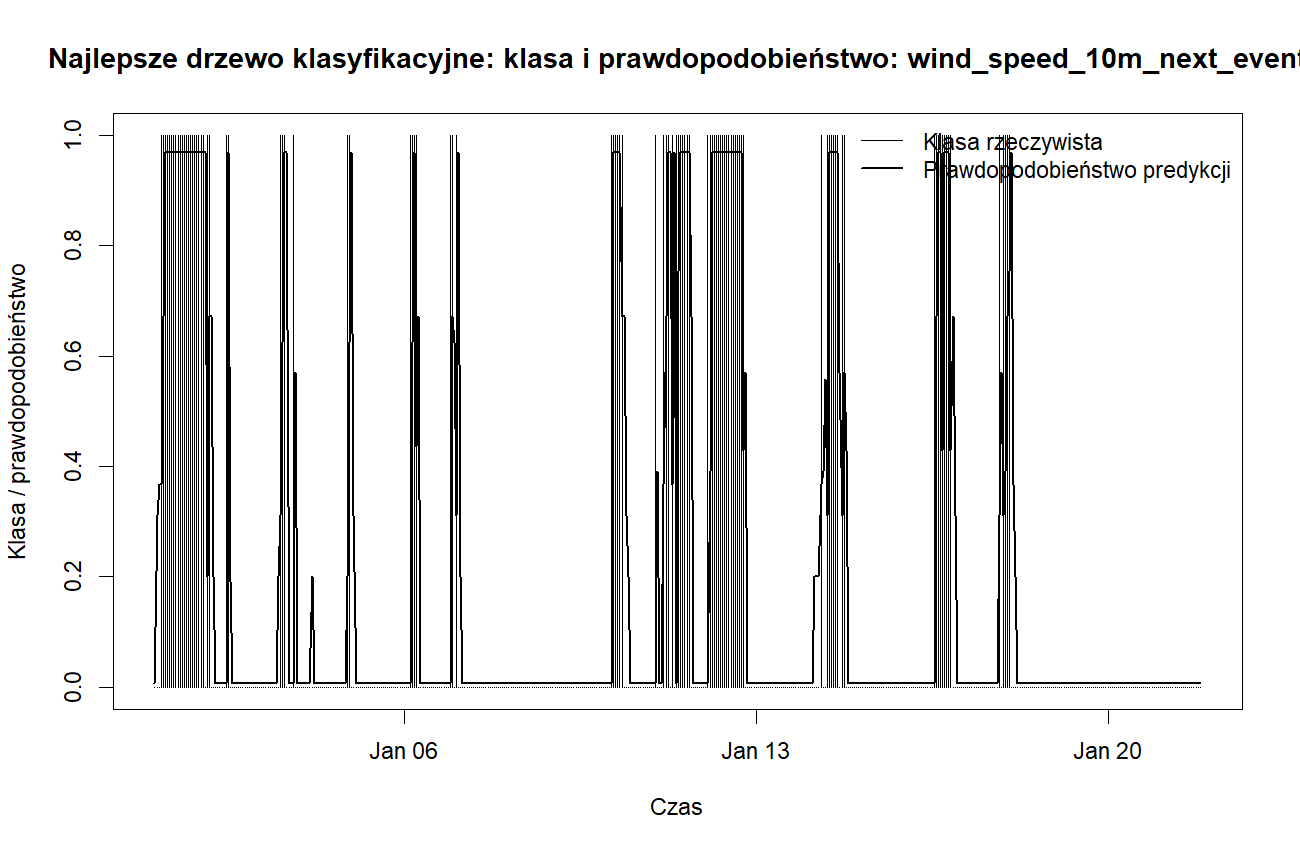 Najlepsze drzewo klasyfikacyjne: klasa i prawdopodobieństwo: wind_speed_10m_next_event
Klasa rzeczywista
Prawdopodobieństwo predykcji
Klasa / prawdopodobieństwo
1.0
0.8
0.6
0.4
0.2
0.0
Jan 06
Jan 13
Jan 20
Czas